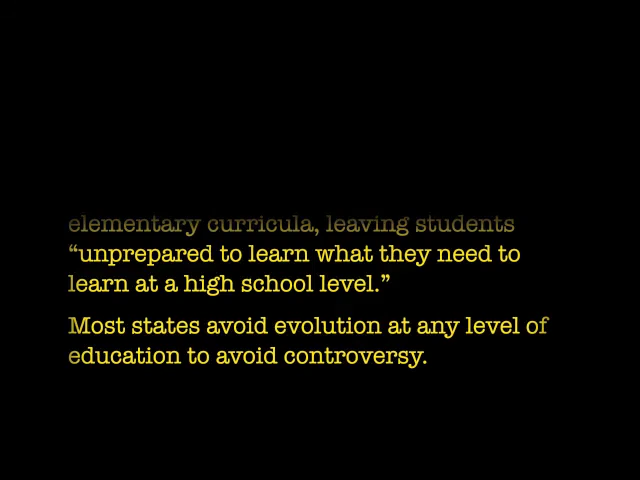 elementary curricula, leaving students
“unprepared to learn what they need to
learn at a high school level.”
Most states avoid evolution at any level of
education to avoid controversy.